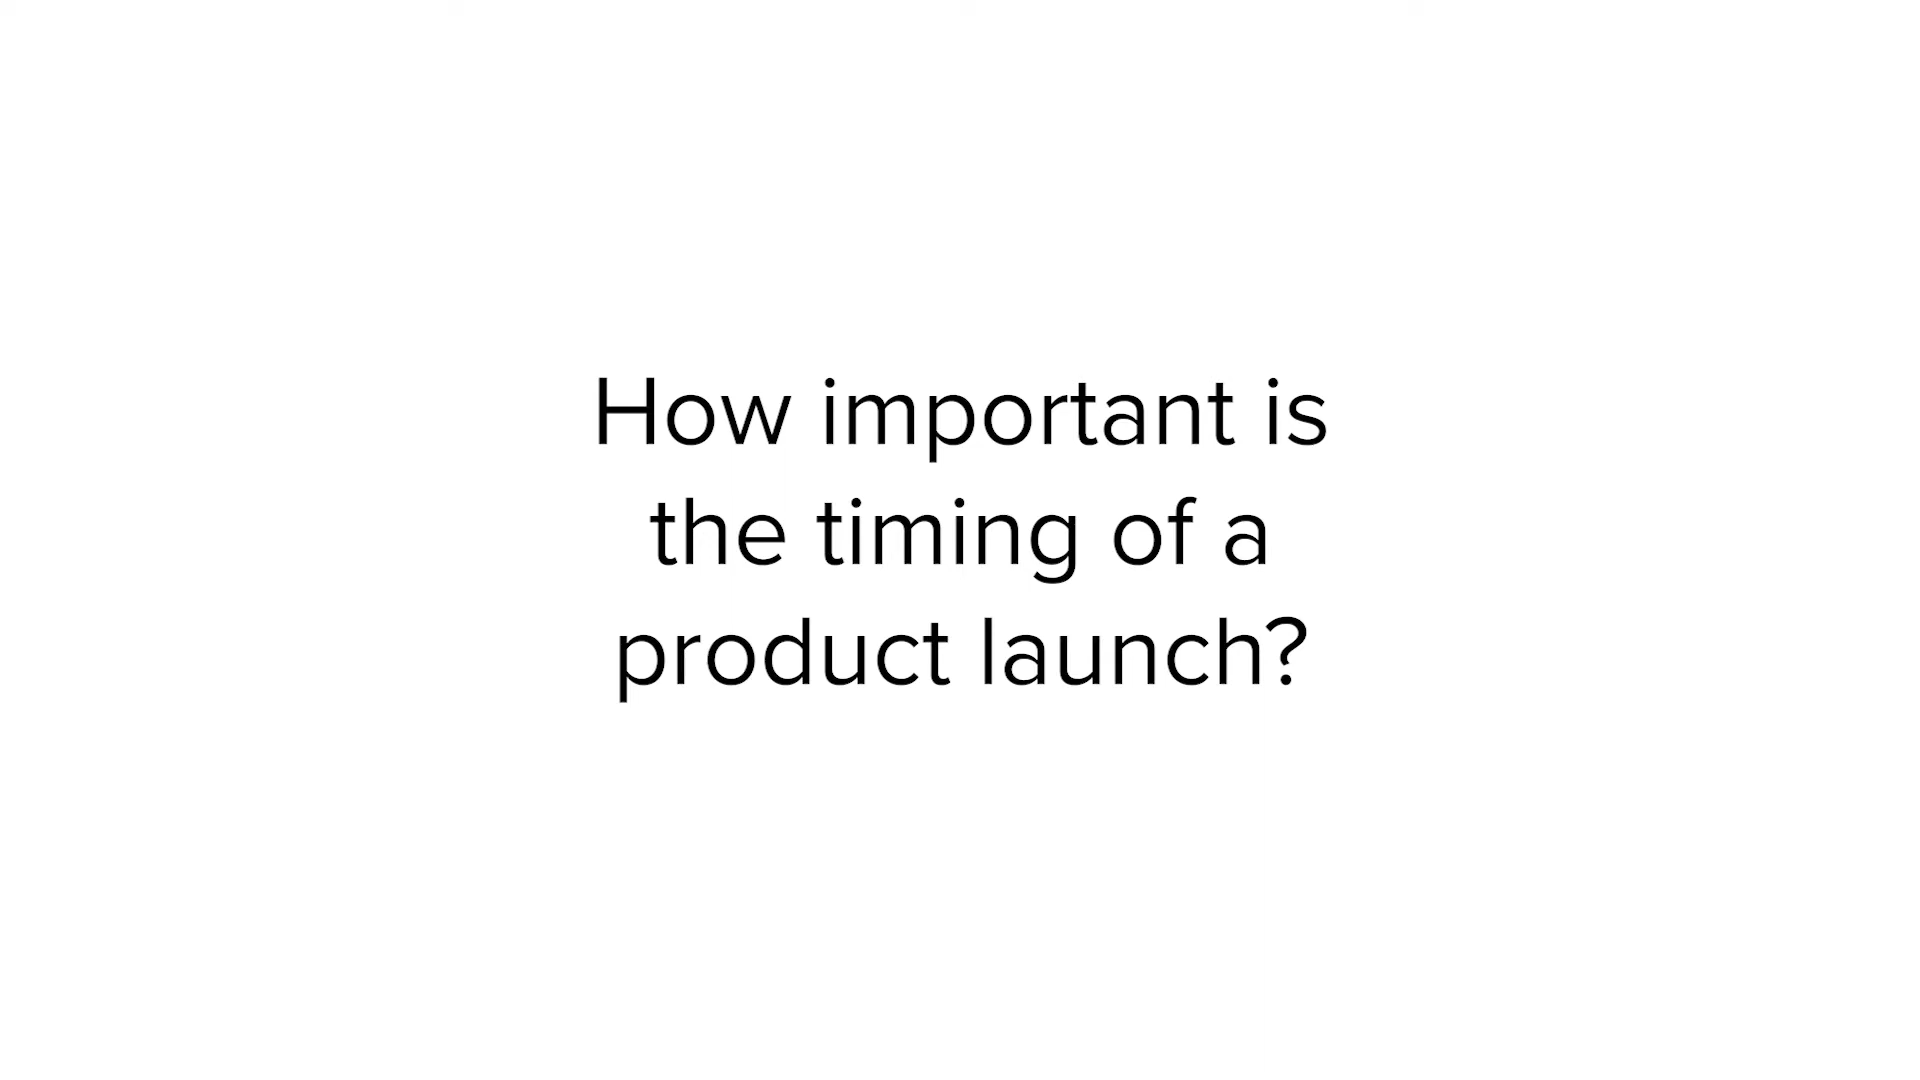 How important is
the timing of a
product launch?